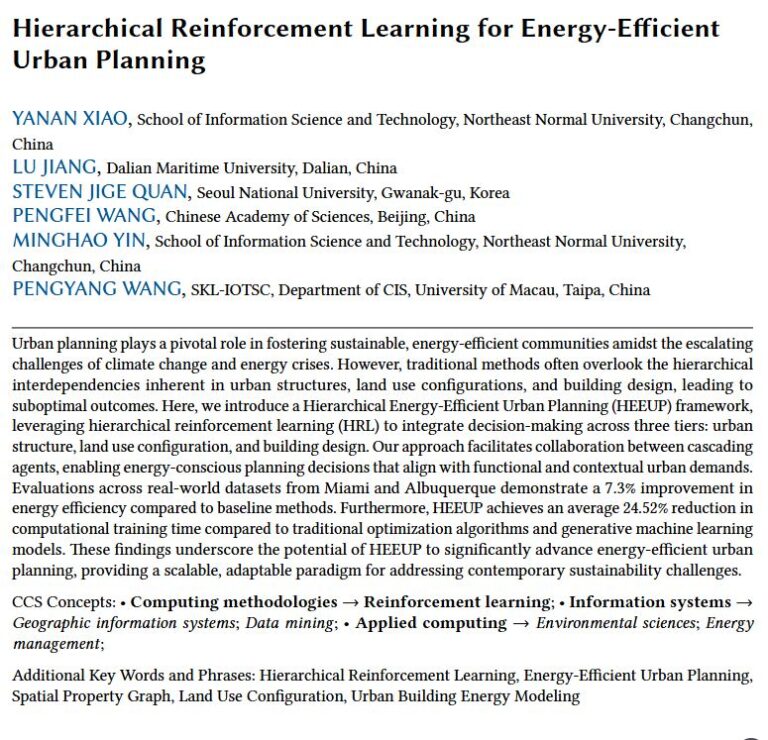 Hierarchical Reinforcement Learning for Energy-Efficient
Urban Planning
YANAN XIAO, School of Information Science and Technology, Northeast Normal University, Changchun,
China
LU JIANG, Dalian Maritime University, Dalian, China
STEVEN JIGE QUAN, Seoul National University, Gwanak-gu, Korea
PENGFEI WANG, Chinese Academy of Sciences, Beijing, China
MINGHAO YIN, School of Information Science and Technology, Northeast Normal University,
Changchun, China
PENGYANG WANG, SKL-IOTSC, Department of CIS, University of Macau, Taipa, China
Urban planning plays a pivotal role in fostering sustainable, energy-efficient communities amidst the escalating
challenges of climate change and energy crises. However, traditional methods often overlook the hierarchical
interdependencies inherent in urban structures, land use configurations, and building design, leading to
suboptimal outcomes. Here, we introduce a Hierarchical Energy-Efficient Urban Planning (HEEUP) framework,
leveraging hierarchical reinforcement learning (HRL) to integrate decision-making across three tiers: urban
structure, land use configuration, and building design. Our approach facilitates collaboration between cascading
agents, enabling energy-conscious planning decisions that align with functional and contextual urban demands.
Evaluations across real-world datasets from Miami and Albuquerque demonstrate a 7.3% improvement in
energy efficiency compared to baseline methods. Furthermore, HEEUP achieves an average 24.52% reduction in
computational training time compared to traditional optimization algorithms and generative machine learning
models. These findings underscore the potential of HEEUP to significantly advance energy-efficient urban
planning, providing a scalable, adaptable paradigm for addressing contemporary sustainability challenges.
CCS Concepts: • Computing methodologies → Reinforcement learning; • Information systems →
Geographic information systems; Data mining; • Applied computing → Environmental sciences; Energy
management;
Additional Key Words and Phrases: Hierarchical Reinforcement Learning, Energy-Efficient Urban Planning,
Spatial Property Graph, Land Use Configuration, Urban Building Energy Modeling